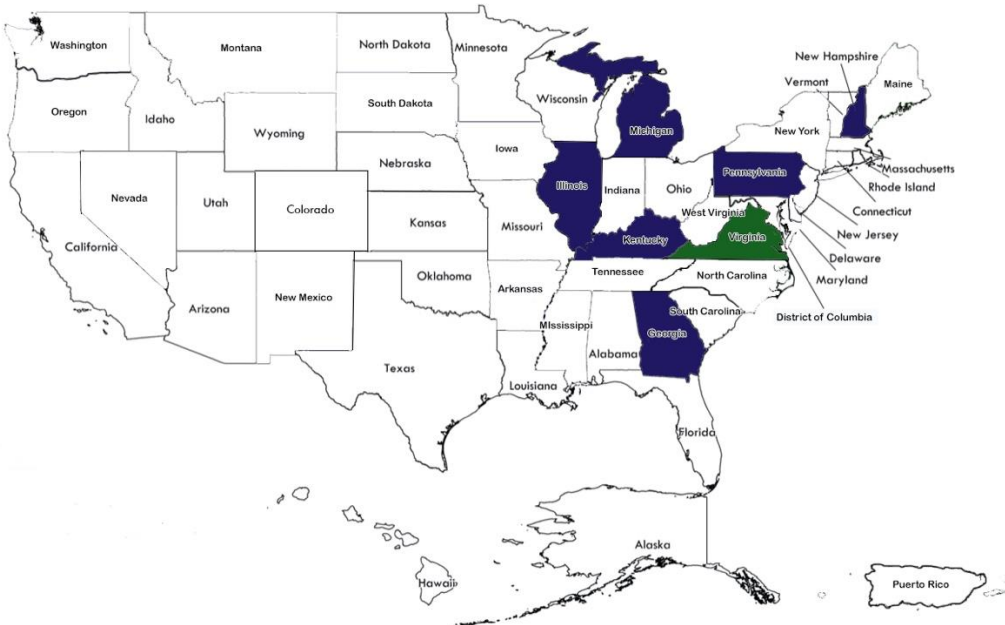 New Hampshire
Washington
Montana
North Dakota
Minnesota
Vermont
Maine
Oregon
Idaho
South Dakota
Wisconsin
Wyoming
Michigan
New York
Iowa
Nebraska
Massachusetts
Pennsylvania
Illinois
Indiana
Ohio
Rhode Island
Nevada
Utah
Colorado
Connecticut
West Virginia
Kansas
Missouri
New Jersey
Kentucky
Virginia
California
Delaware
Tennessee
North Carolina
Oklahoma
Maryland
Arkansas
New Mexico
Arizona
South Carolina
District of Columbia
MIssissippi
Georgia
Alabama
Texas
Louisiana
Florida
Alaska
Hawaii
Puerto Rico